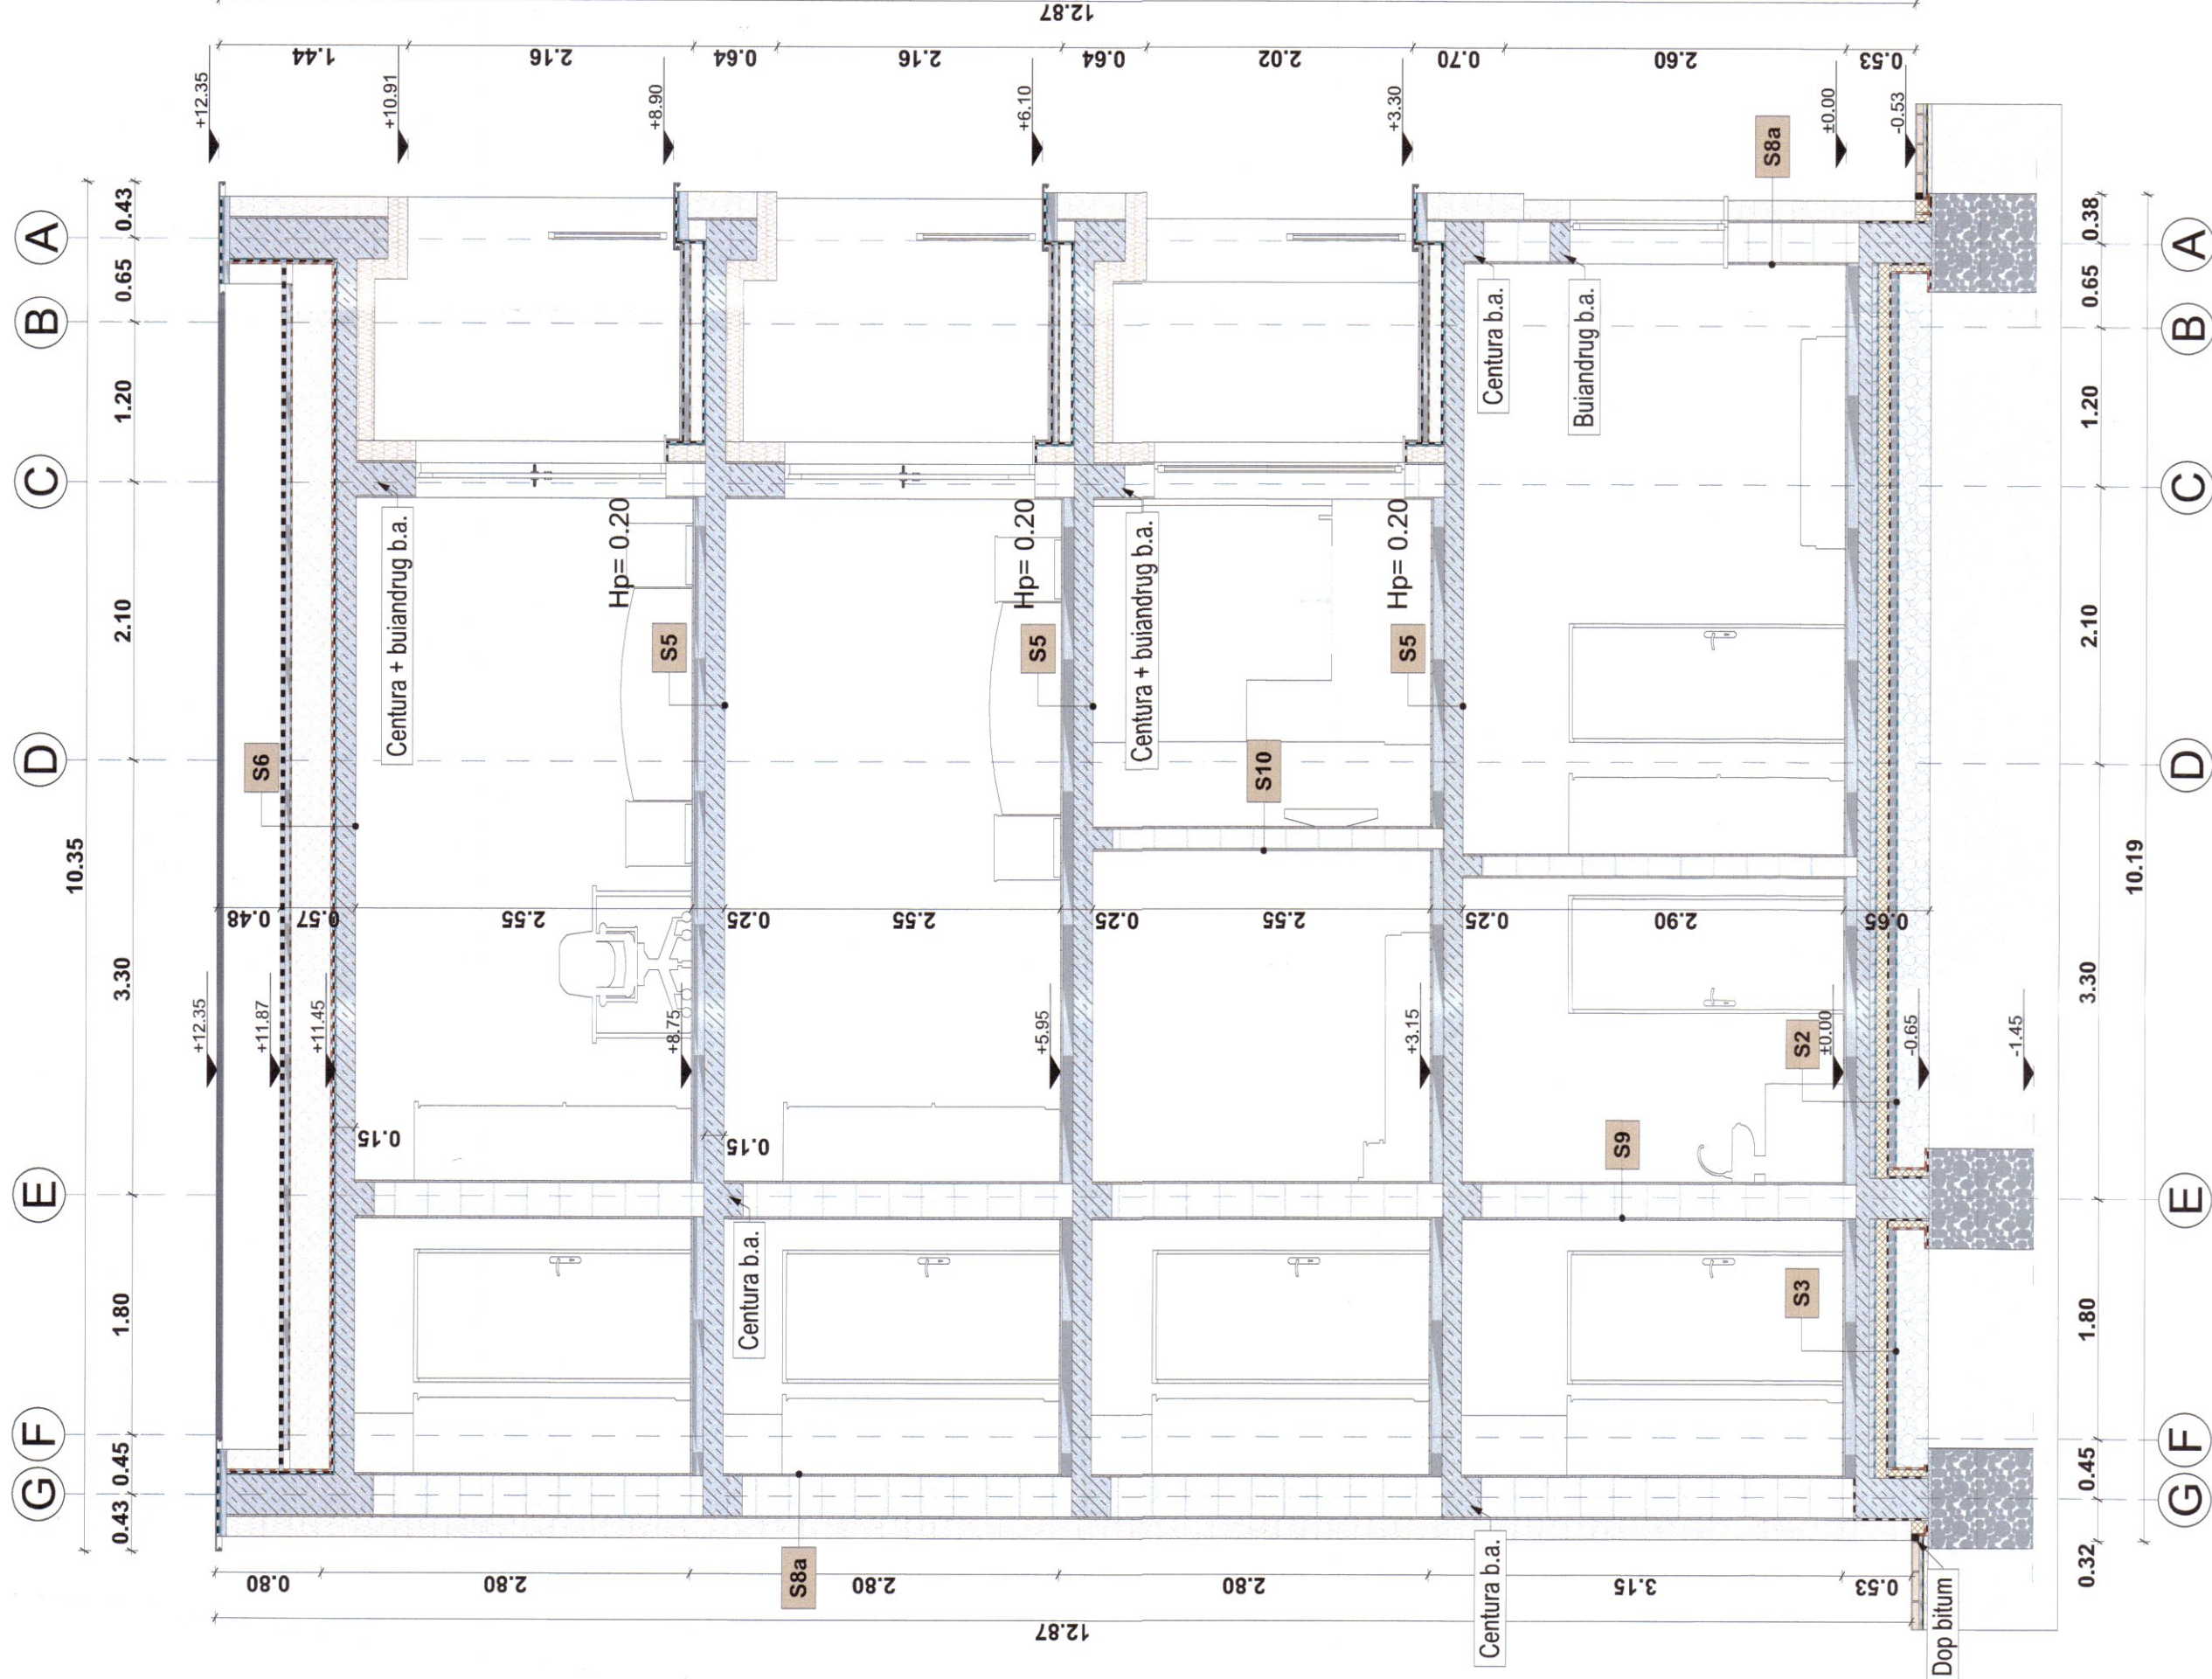 12.87
1.44
2.16
0.64
2.16
0.64
2.02
0.70
2.60
0.53
+12.35
+10.91
+8.90
+6.10
+3.30
±0.00
-0.53
S8a
A
B
C
D
E
F
G
0.43
0.65
1.20
2.10
3.30
1.80
0.45
0.43
10.35
S6
Centura + buiandrug b.a.
Hp= 0.20
S5
Hp= 0.20
S5
Centura + buiandrug b.a.
Hp= 0.20
S5
Centura b.a.
Buiandrug b.a.
S10
0.48
0.57
2.55
0.25
2.55
0.25
2.55
0.25
2.90
0.65
+12.35
+11.87
+11.45
+8.75
+5.95
+3.15
±0.00
-0.65
-1.45
S2
0.15
0.15
S9
Centura b.a.
S3
S8a
Centura b.a.
Dop bitum
0.80
2.80
2.80
2.80
3.15
0.53
12.87
A
B
C
D
E
F
G
0.38
0.65
1.20
2.10
3.30
1.80
0.45
0.32
10.19